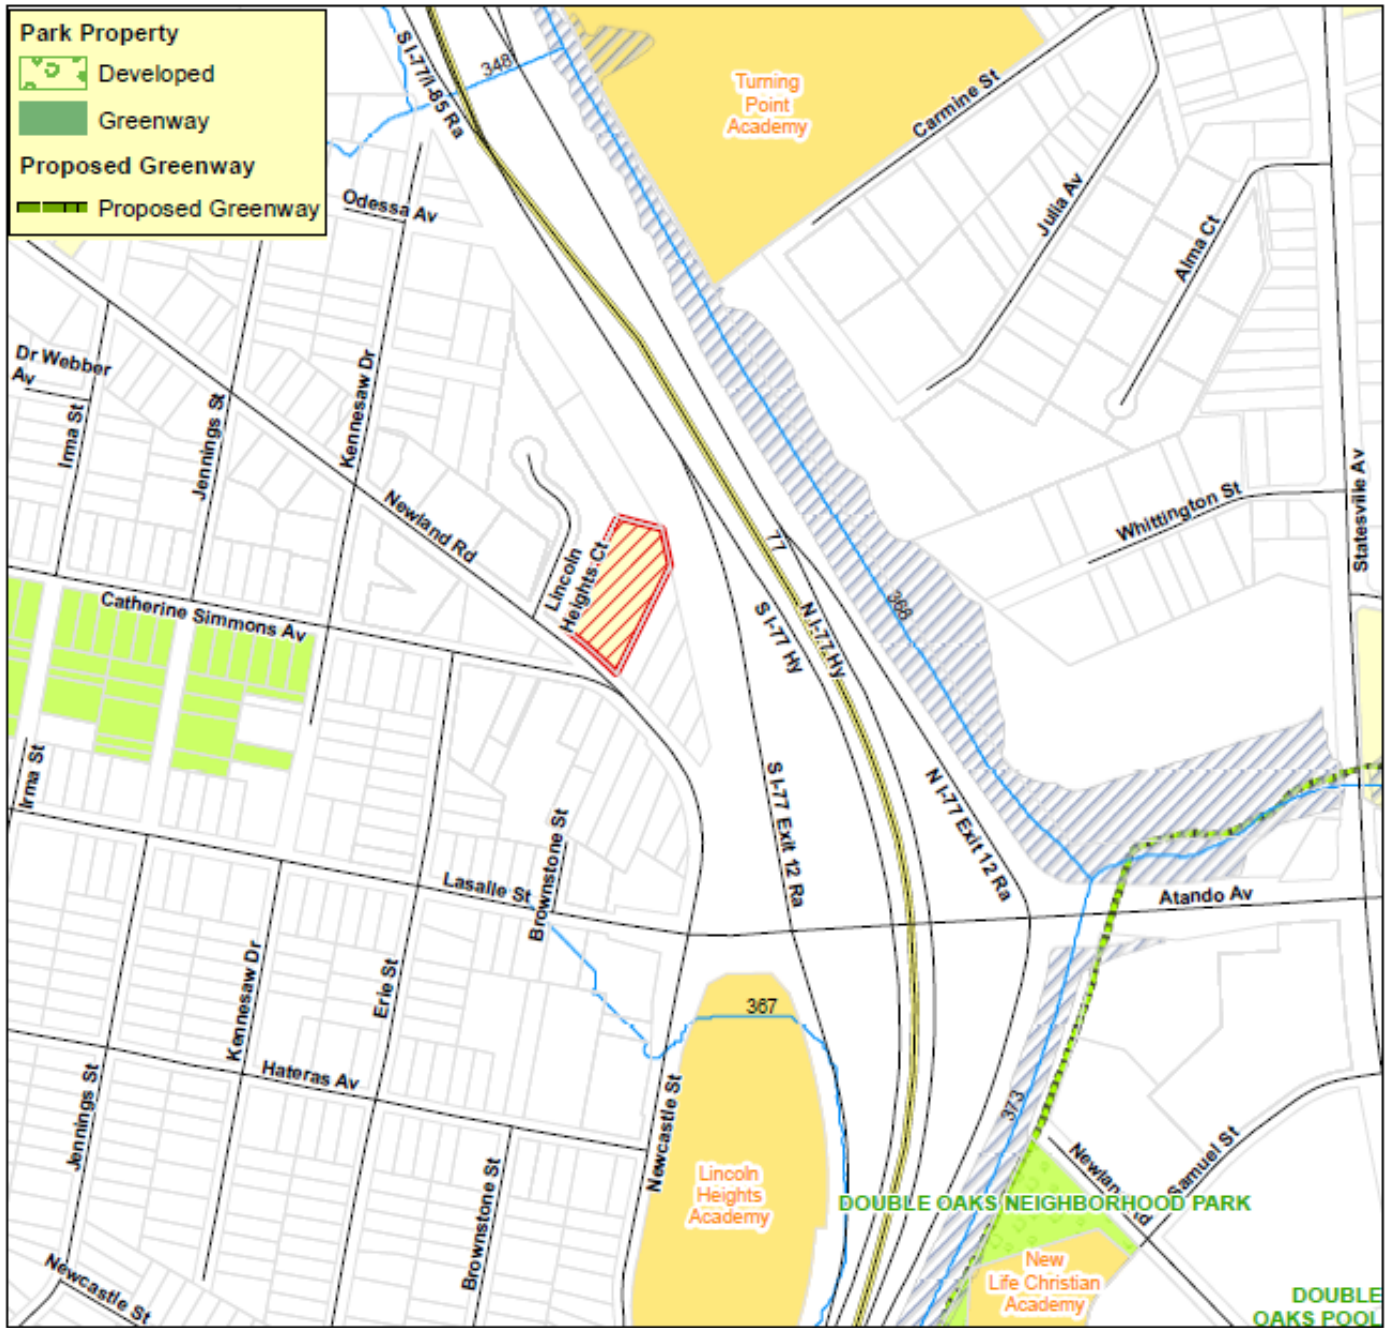 Park Property
Developed
Greenway
Proposed Greenway
Proposed Greenway
S I-77/I-85 Ra
348
Turning
Point
Academy
Carmine St
Odessa Av
Julia Av
Alma Ct
Dr Webber
Av
Irma St
Jennings St
Kennesaw Dr
Newland Rd
Statesville Av
Whittington St
77
Lincoln
Heights Ct
368
Catherine Simmons Av
S I-77 Hy
N I-77 Hy
Irma St
S I-77 Exit 12 Ra
N I-77 Exit 12 Ra
Brownstone St
Lasalle St
Atando Av
Kennesaw Dr
Erie St
367
Hateras Av
Jennings St
Newcastle St
373
Brownstone St
Lincoln
Heights
Academy
Newland Rd
Samuel St
DOUBLE OAKS NEIGHBORHOOD PARK
New
Life Christian
Academy
Newcastle St
DOUBLE
OAKS POOL